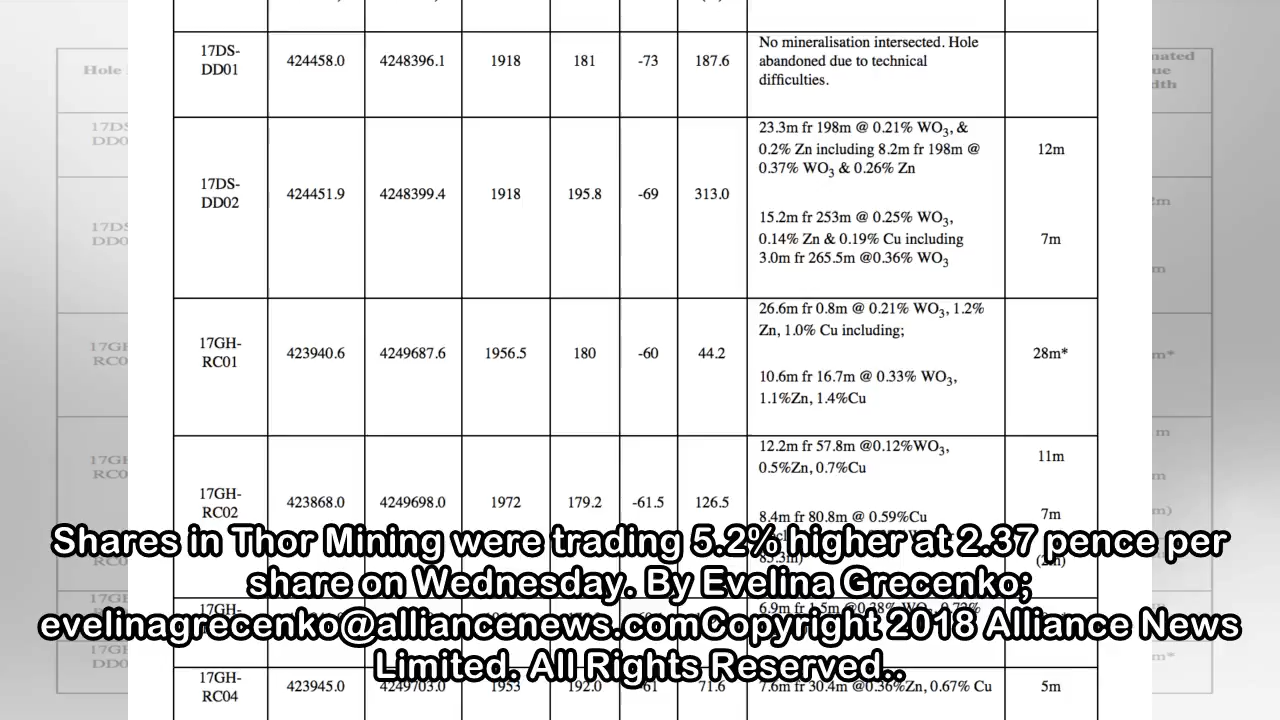 17DS-
DD01
424458.0
4248396.1
1918
181
-73
187.6
No mineralisation intersected. Hole
abandoned due to technical
difficulties.
17DS-
DD02
424451.9
4248399.4
1918
195.8
-69
313.0
23.3m fr 198m @ 0.21% WO3, &
0.2% Zn including 8.2m fr 198m @
0.37% WO3 & 0.26% Zn
12m
15.2m fr 253m @ 0.25% WO3,
0.14% Zn & 0.19% Cu including
3.0m fr 265.5m @0.36% WO3
7m
17GH-
RC01
423940.6
4249687.6
1956.5
180
-60
44.2
26.6m fr 0.8m @ 0.21% WO3, 1.2%
Zn, 1.0% Cu including;
10.6m fr 16.7m @ 0.33% WO3,
1.1%Zn, 1.4%Cu
28m*
17GH-
RC02
423868.0
4249698.0
1972
179.2
-61.5
126.5
12.2m fr 57.8m @0.12%WO3,
0.5%Zn, 0.7%Cu
11m
8.4m fr 80.8m @ 0.59%Cu
7m
Shares in Thor Mining were trading 5.2% higher at 2.37 pence per
share on Wednesday. By Evelina Grecenko;
evelinagrecenko@alliancenews.comCopyright 2018 Alliance News
Limited. All Rights Reserved..
17GH-
RC04
423945.0
4249703.0
1953
192.0
-61
71.6
7.6m fr 30.4m @0.36%Zn, 0.67% Cu
5m